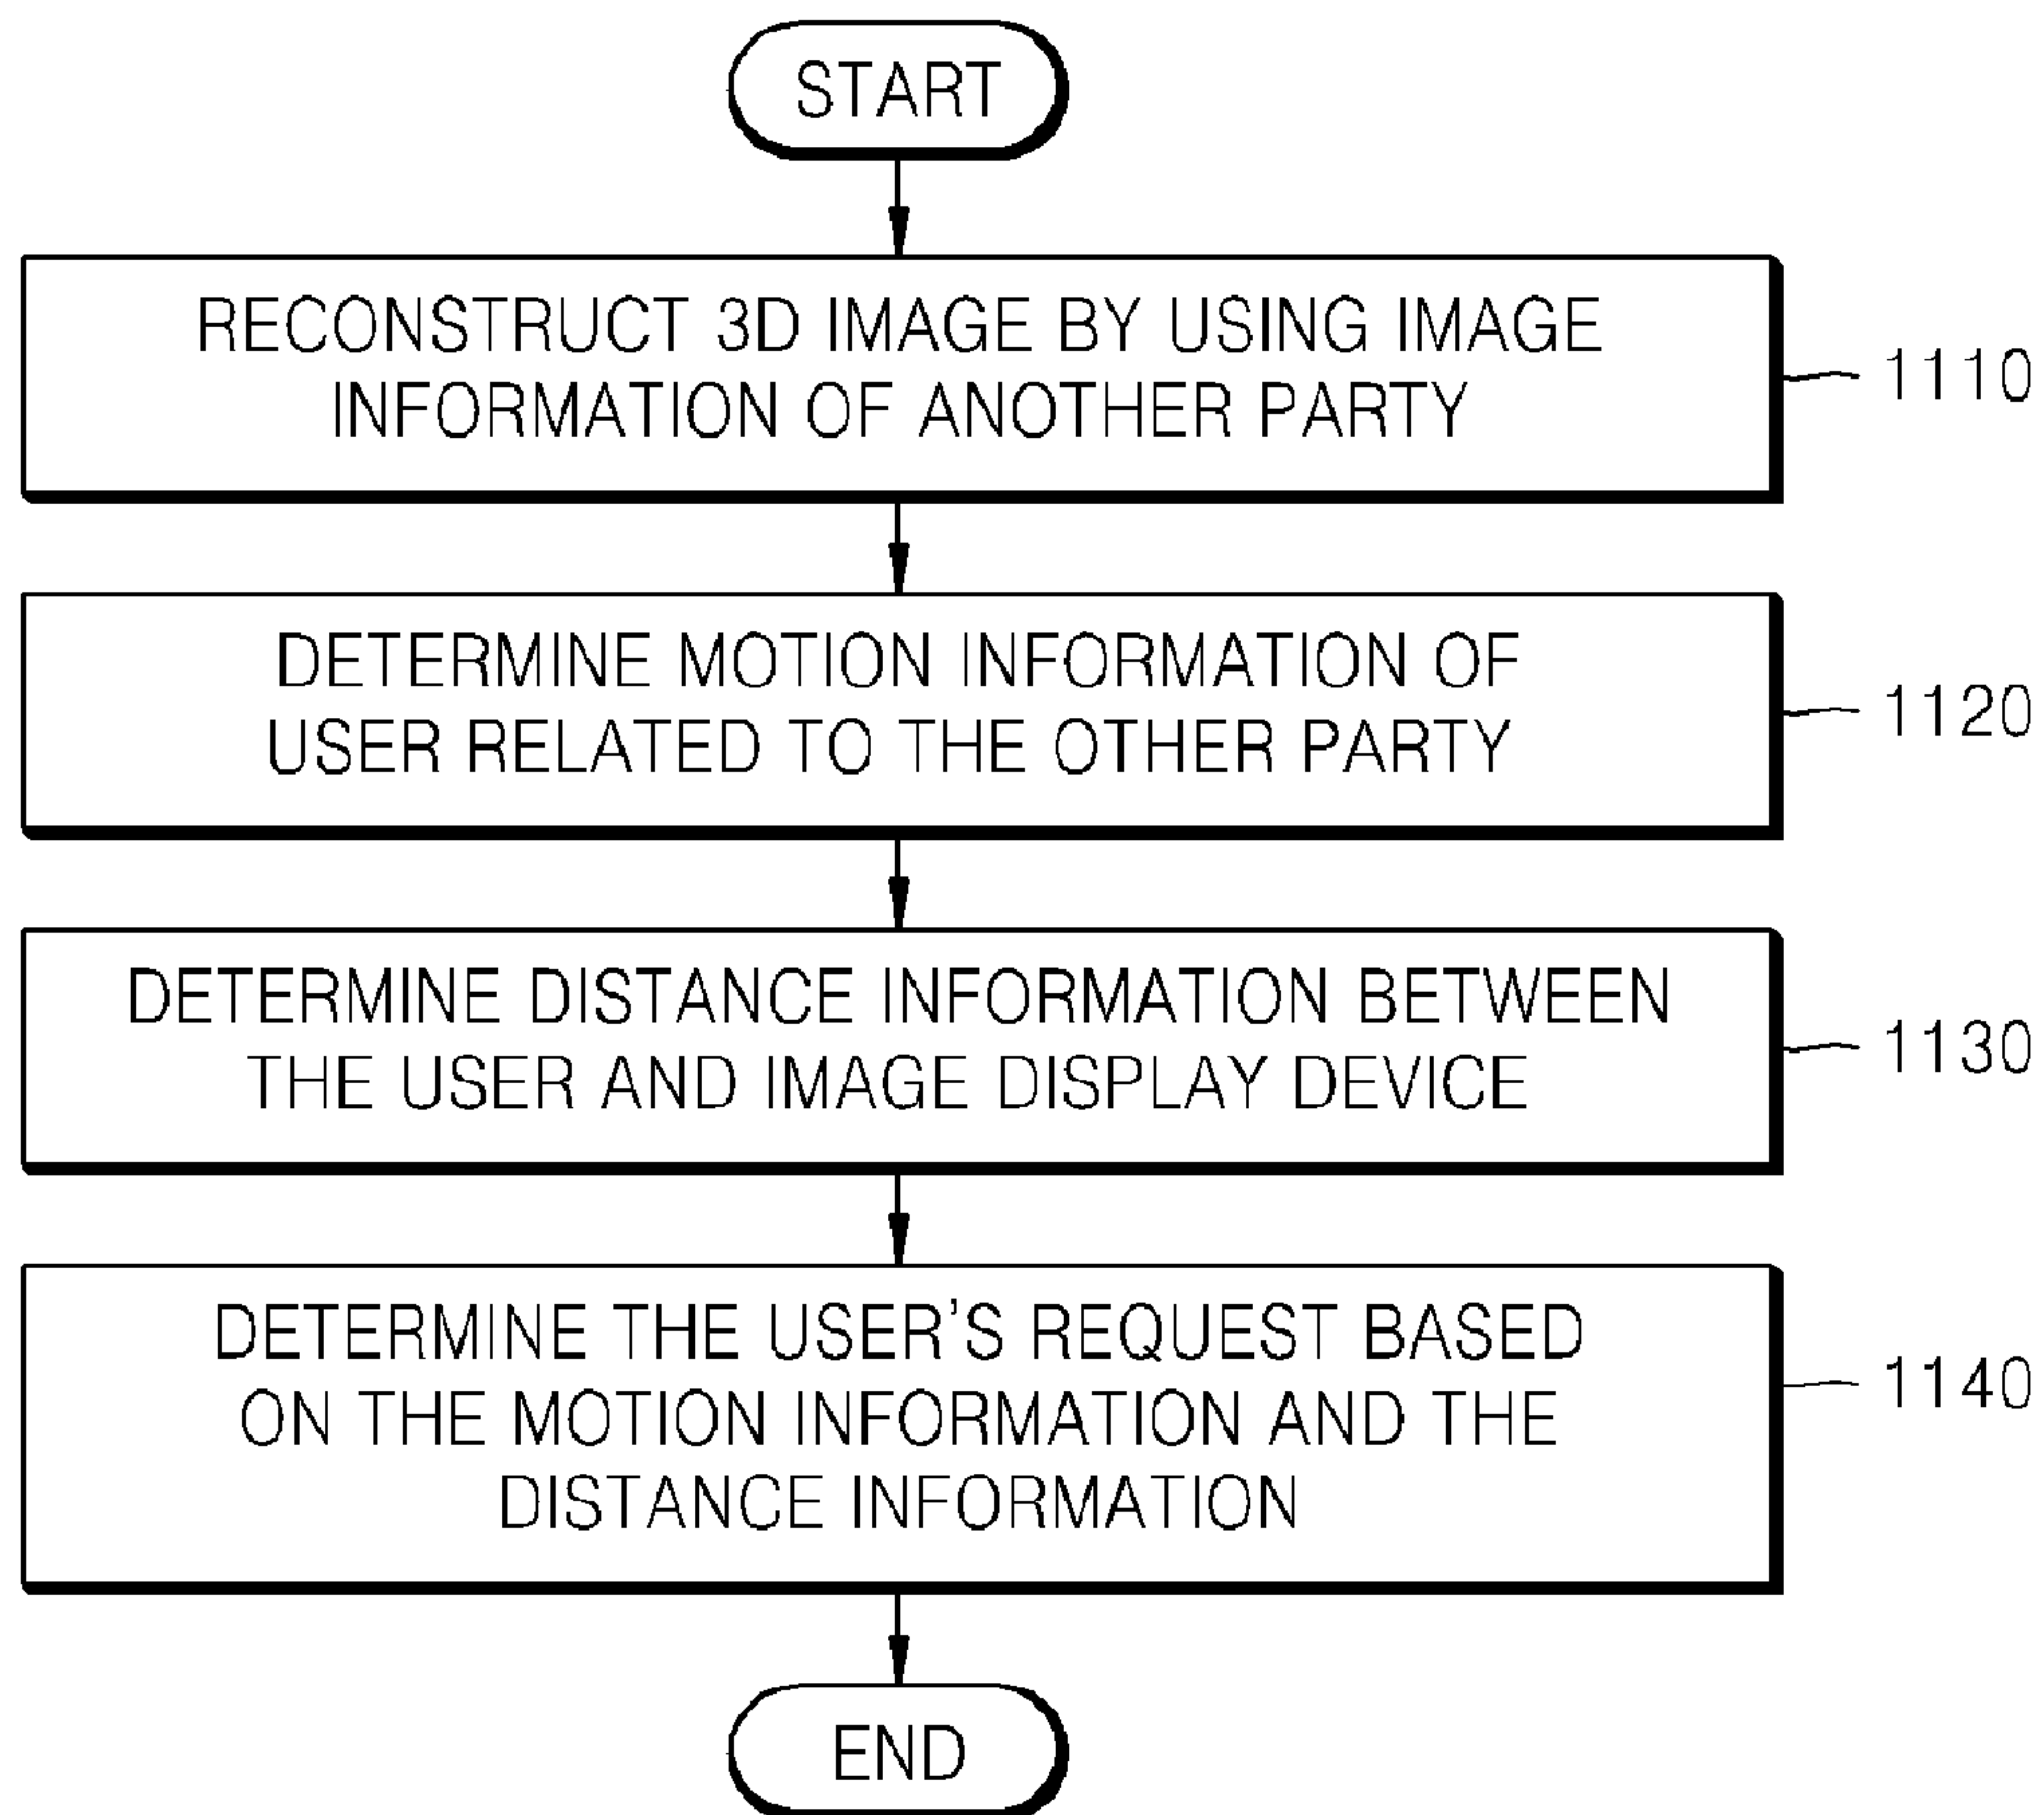 START
RECONSTRUCT 3D IMAGE BY USING IMAGE
INFORMATION OF ANOTHER PARTY
1110
DETERMINE MOTION INFORMATION OF
USER RELATED TO THE OTHER PARTY
1120
DETERMINE DISTANCE INFORMATION BETWEEN
THE USER AND IMAGE DISPLAY DEVICE
1130
DETERMINE THE USER'S REQUEST BASED
ON THE MOTION INFORMATION AND THE
DISTANCE INFORMATION
1140
END